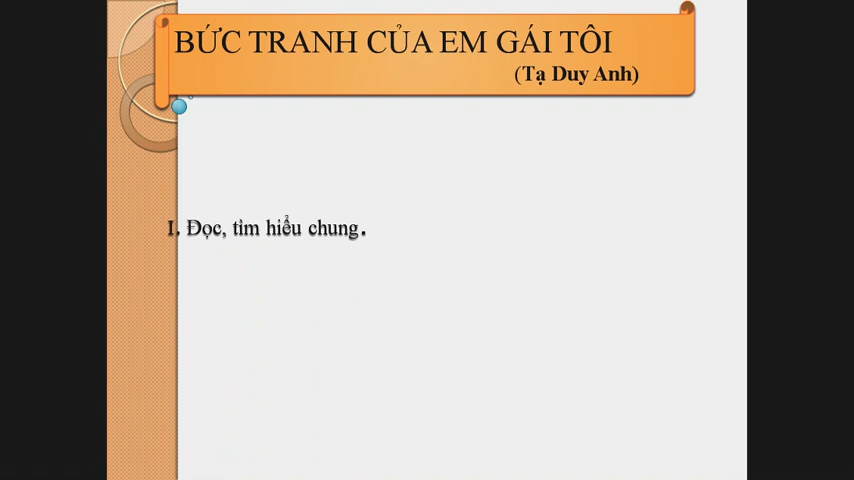 BỨC TRANH CỦA EM GÁI TÔI
(Tạ Duy Anh)
I. Đọc, tìm hiểu chung.